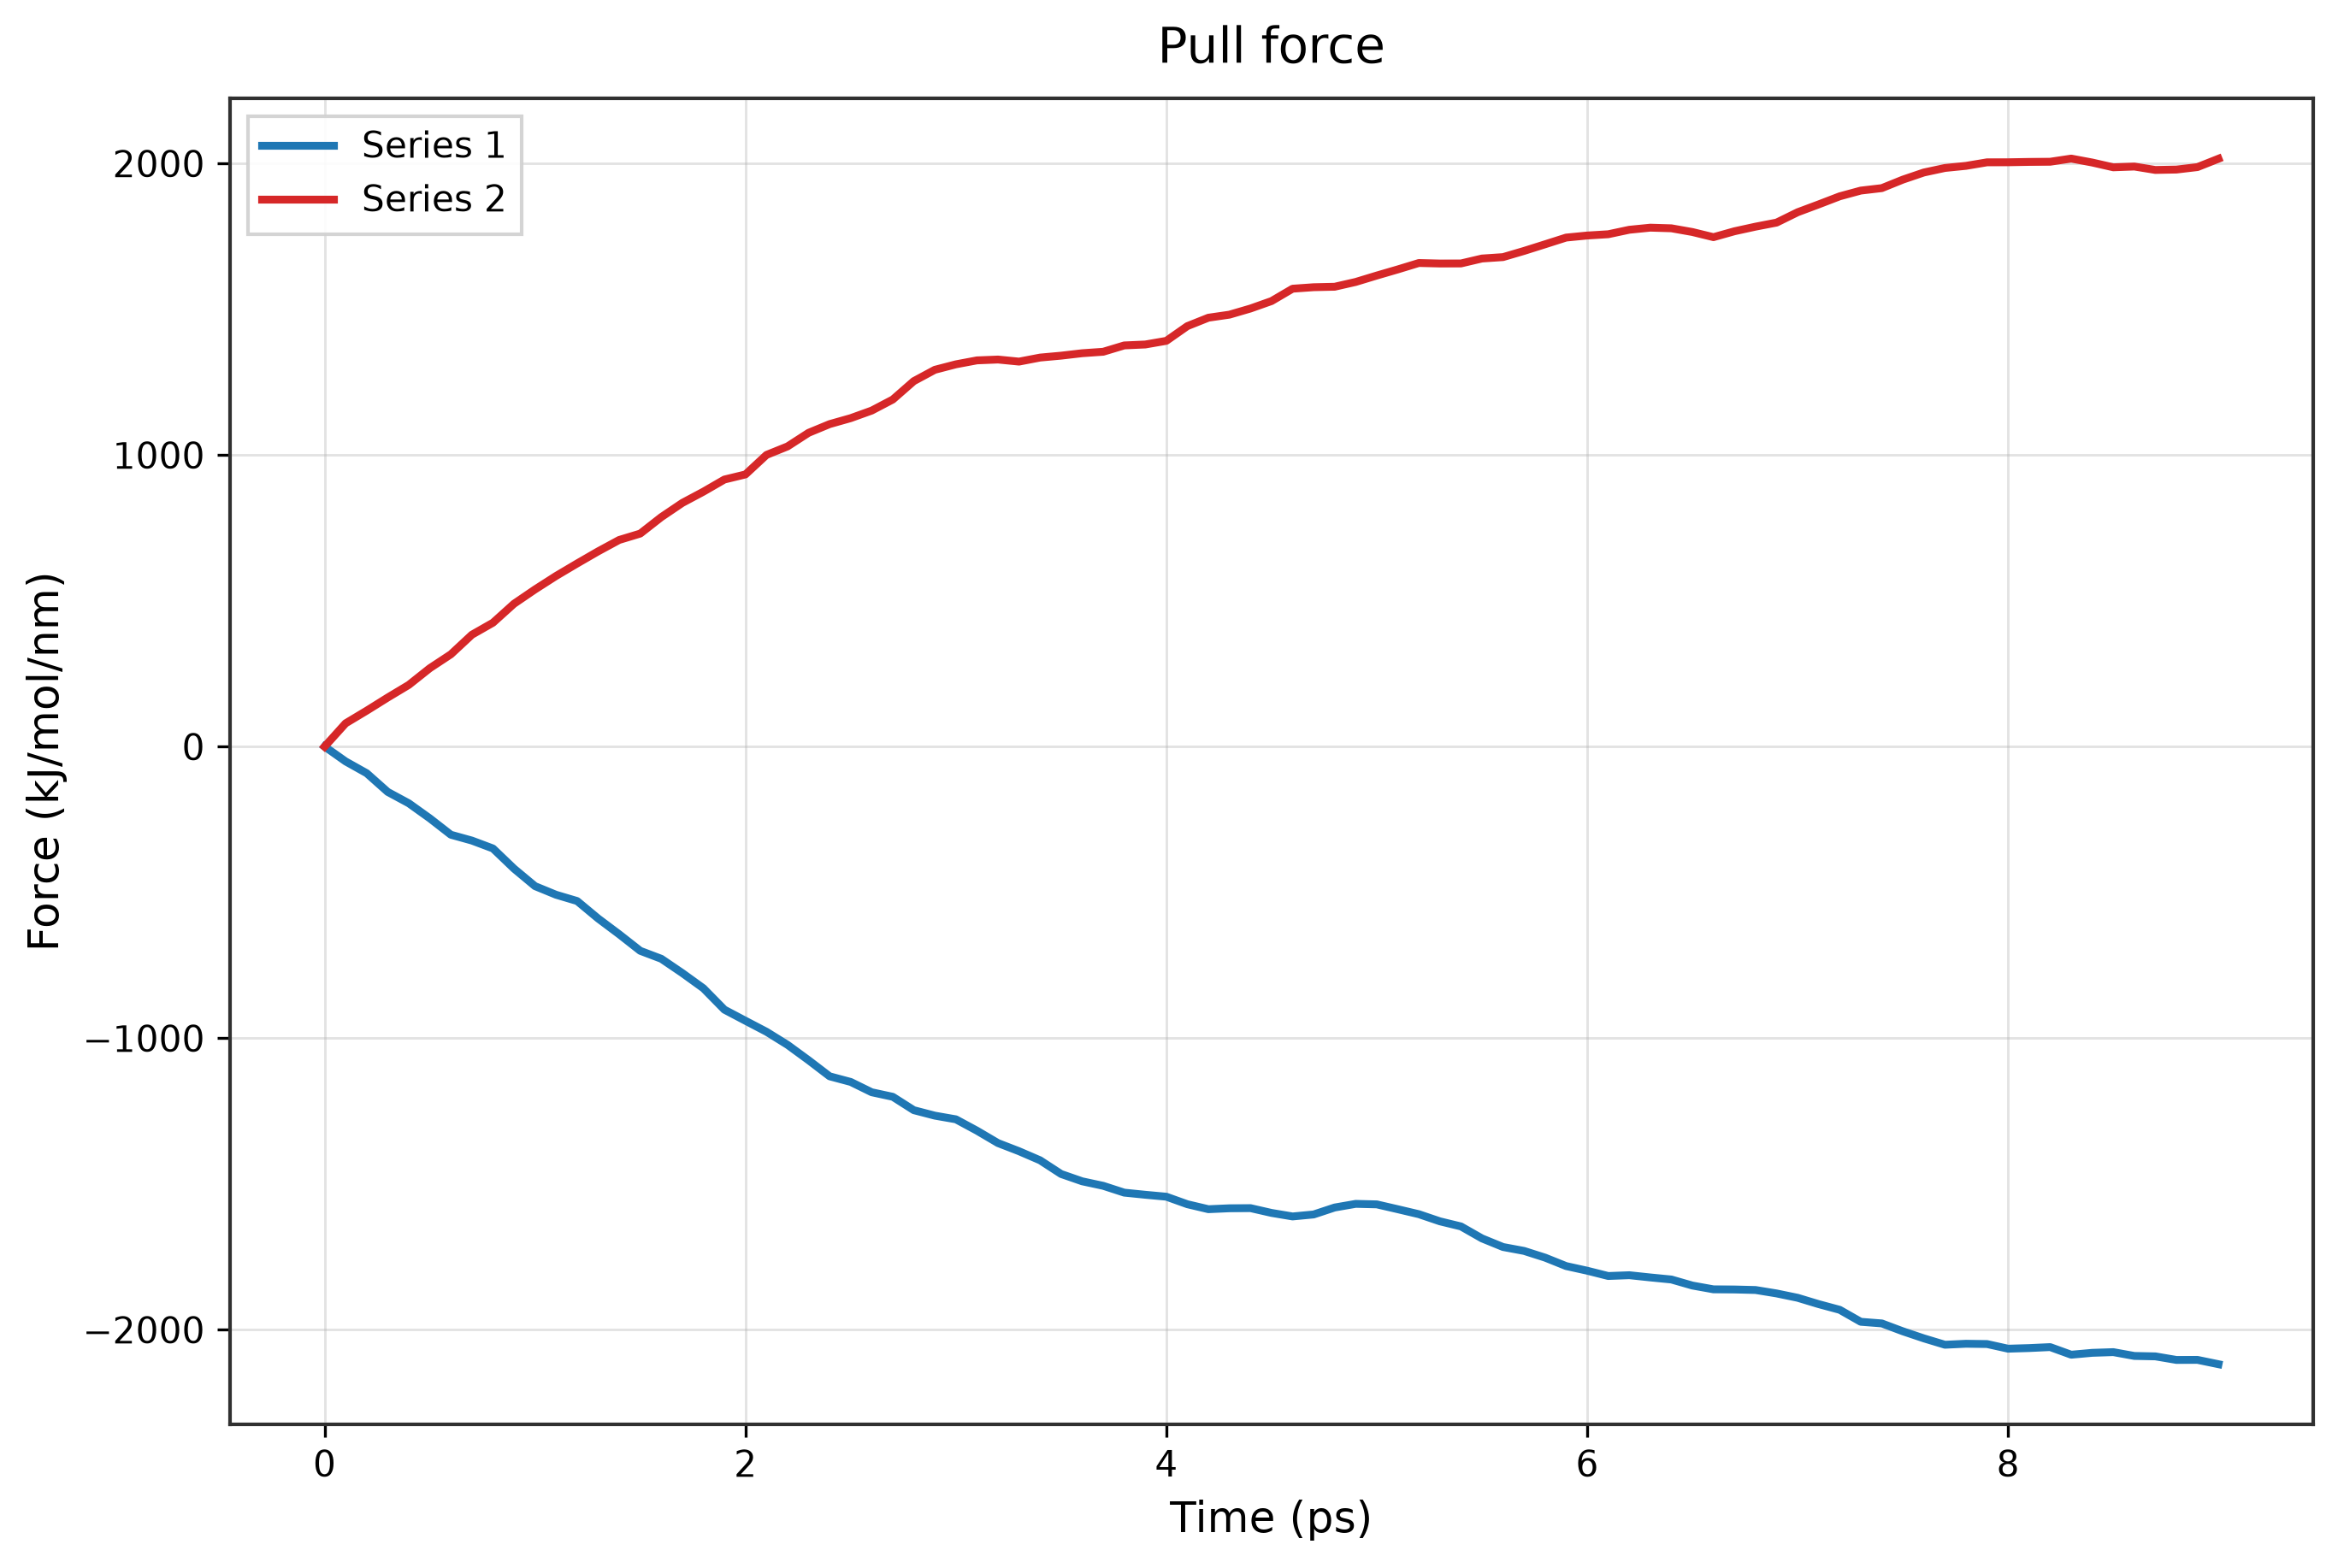 Pull force
Series 1
Series 2
2000
1000
0
−1000
−2000
Force (kJ/mol/nm)
0 2 4 6 8
Time (ps)